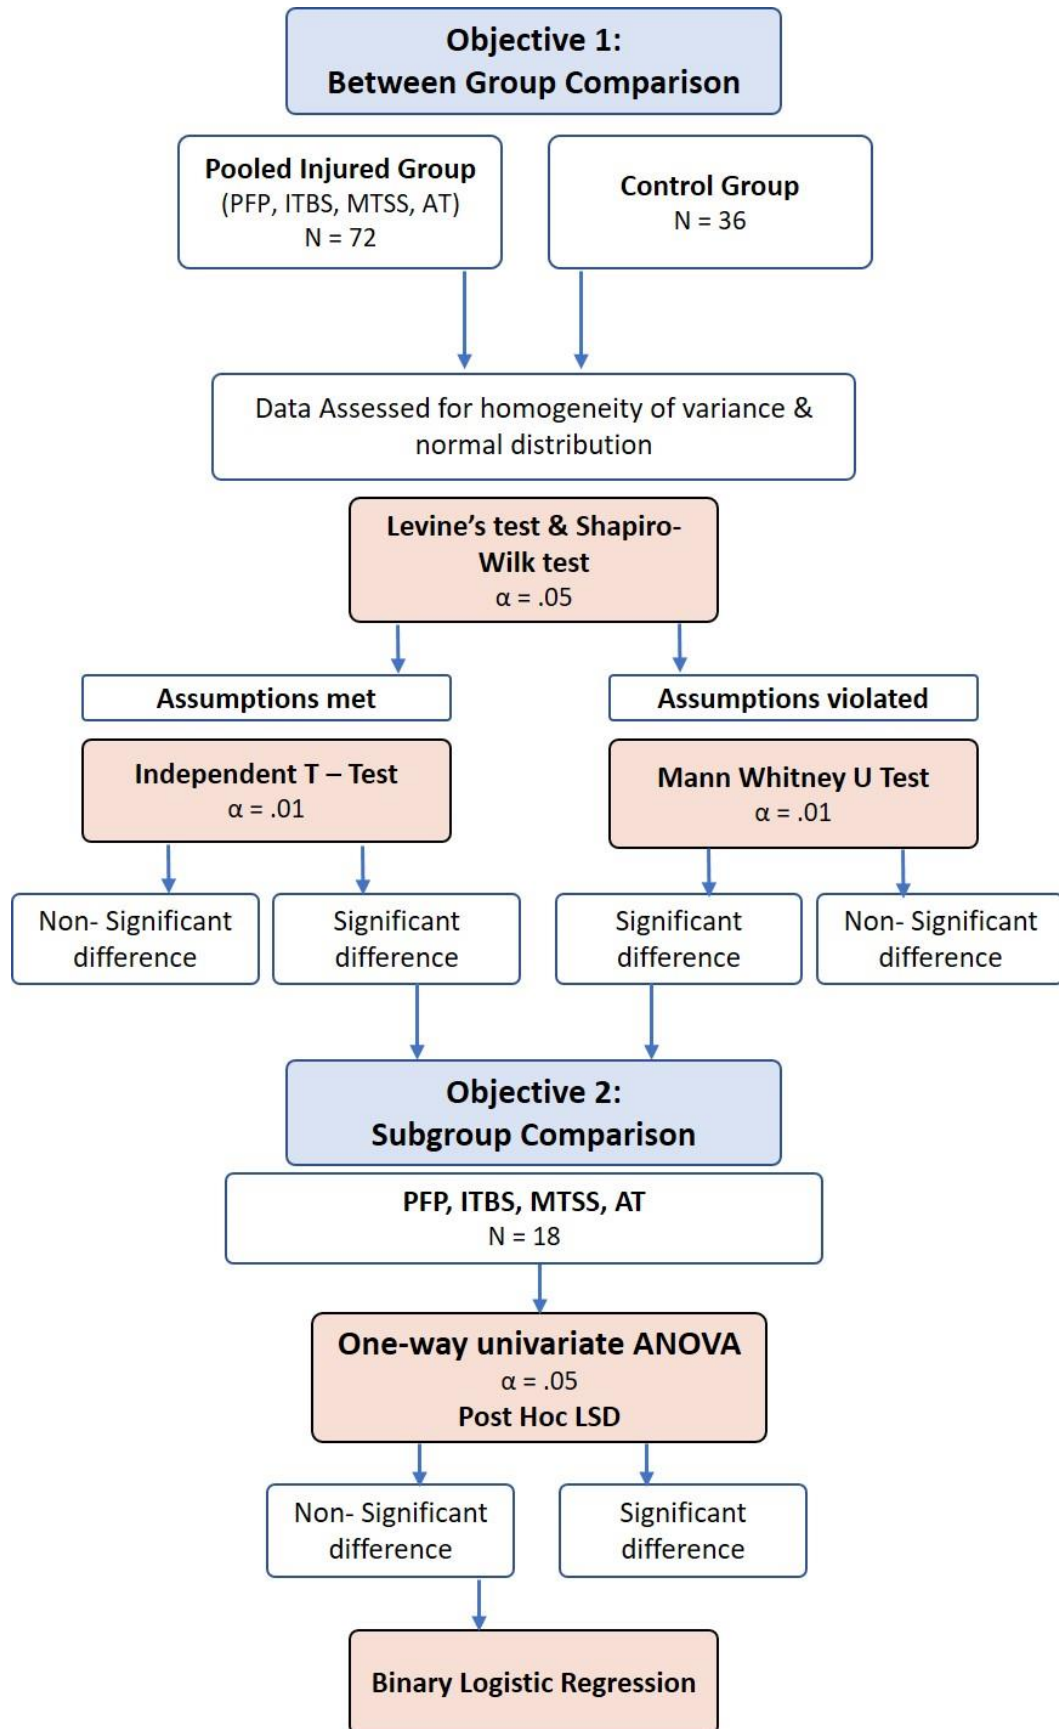 Objective 1:
Between Group Comparison
Pooled Injured Group
(PFP, ITBS, MTSS, AT)
N = 72
Control Group
N = 36
Data Assessed for homogeneity of variance &
normal distribution
Levine's test & Shapiro-
Wilk test
α = .05
Assumptions met
Assumptions violated
Independent T – Test
α = .01
Mann Whitney U Test
α = .01
Non- Significant
difference
Significant
difference
Significant
difference
Non- Significant
difference
Objective 2:
Subgroup Comparison
PFP, ITBS, MTSS, AT
N = 18
One-way univariate ANOVA
α = .05
Post Hoc LSD
Non- Significant
difference
Significant
difference
Binary Logistic Regression